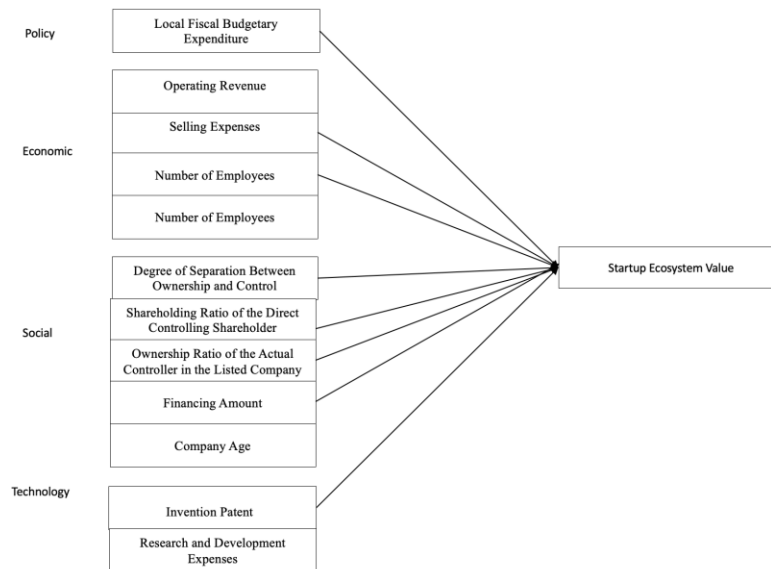 Policy
Local Fiscal Budgetary
Expenditure
Economic
Operating Revenue
Selling Expenses
Number of Employees
Number of Employees
Startup Ecosystem Value
Social
Degree of Separation Between
Ownership and Control
Shareholding Ratio of the Direct
Controlling Shareholder
Ownership Ratio of the Actual
Controller in the Listed Company
Financing Amount
Company Age
Technology
Invention Patent
Research and Development
Expenses